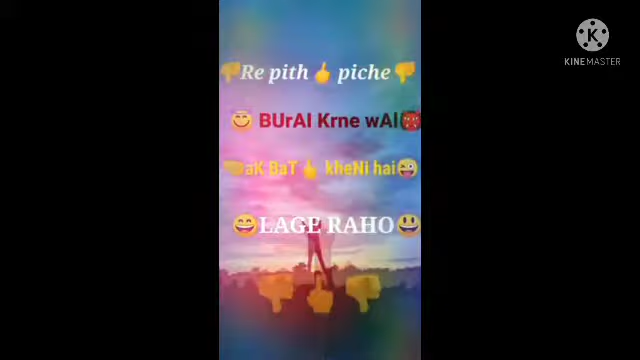 👎Re pith🖕piche👎
😇 BUrAI Krne wAl👹
👊aK BaT🖕kheNi hai😜
😄LAGE RAHO😃
KINEMASTER